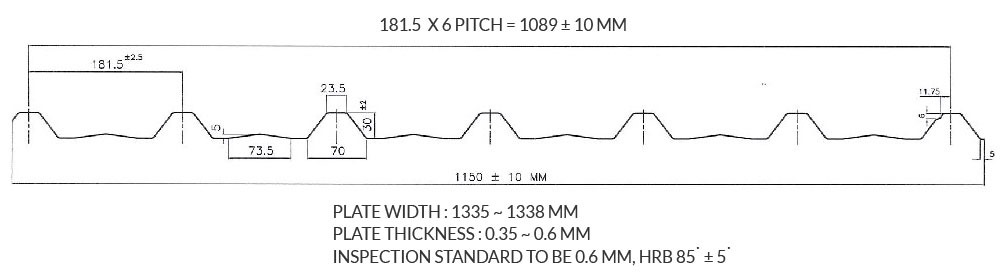 181.5 X 6 PITCH = 1089 ± 10 MM
181.5 ±2.5
23.5
±2
30
11.75
6
5
73.5
70
5
1150 ± 10 MM
PLATE WIDTH : 1335 ~ 1338 MM
PLATE THICKNESS : 0.35 ~ 0.6 MM
INSPECTION STANDARD TO BE 0.6 MM, HRB 85˚ ± 5˚